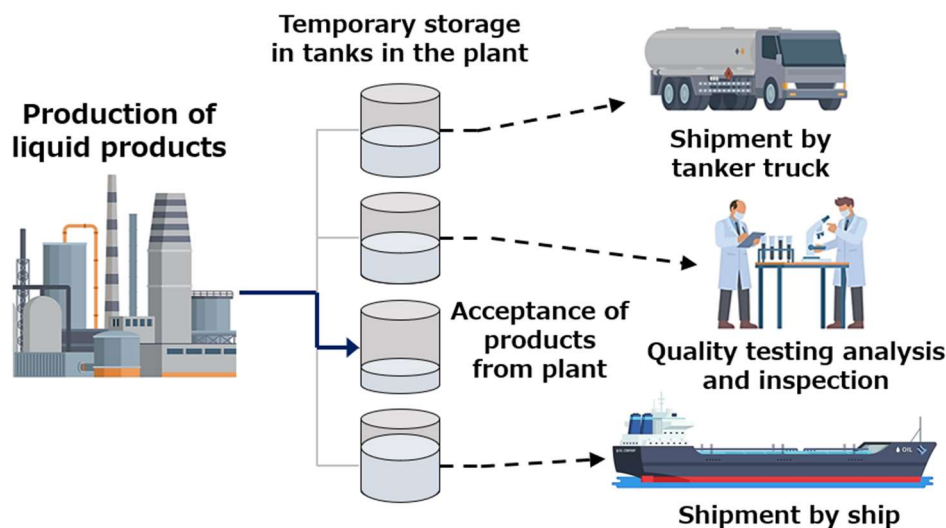 Temporary storage
in tanks in the plant
Production of
liquid products
Shipment by
tanker truck
Acceptance of
products
from plant
Quality testing analysis
and inspection
OIL
Shipment by ship